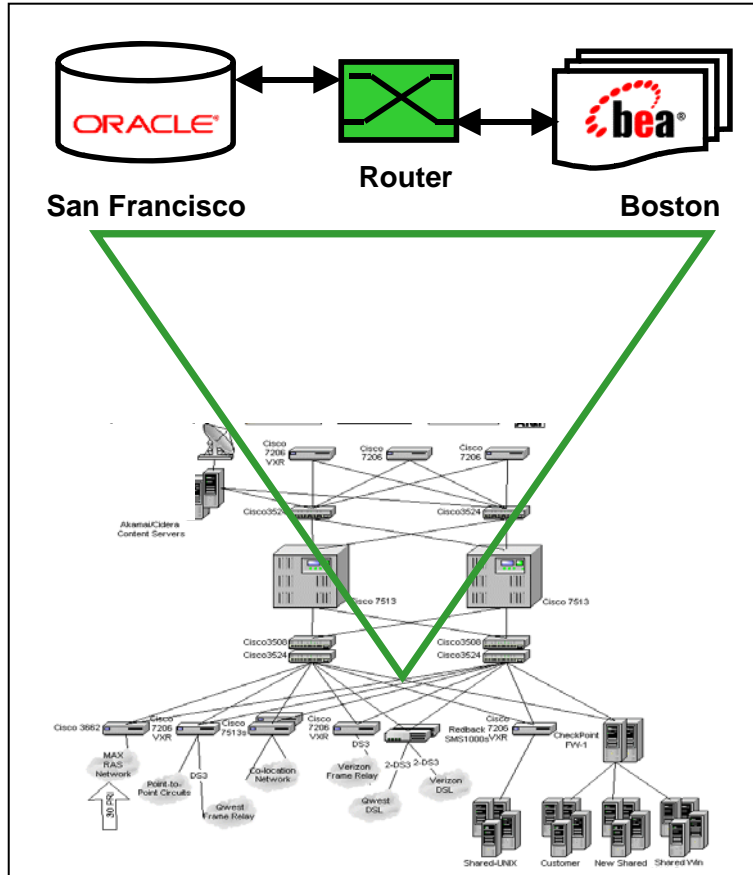 ORACLE®
bea®
Router
San Francisco
Boston
Cisco
7206
VXR
Cisco
7206
Cisco
7206
Cisco3524
Cisco3524
Akamai/Cidera
Content Servers
Cisco 7513
Cisco 7513
Cisco3508
Cisco3524
Cisco3508
Cisco3524
Cisco 3662
Cisco
7206
VXR
Cisco
7513s
Cisco
7206
VXR
Redback
SMS1000s
Cisco
7206
VXR
CheckPoint
FW-1
MAX
RAS
Network
30 PRI
Point-to-
Point Circuits
DS3
Qwest
Frame Relay
Co-location
Network
DS3
Verizon
Frame Relay
2-DS3
2-DS3
Qwest
DSL
Verizon
DSL
Shared-UNIX
Customer
New Shared
Shared Win